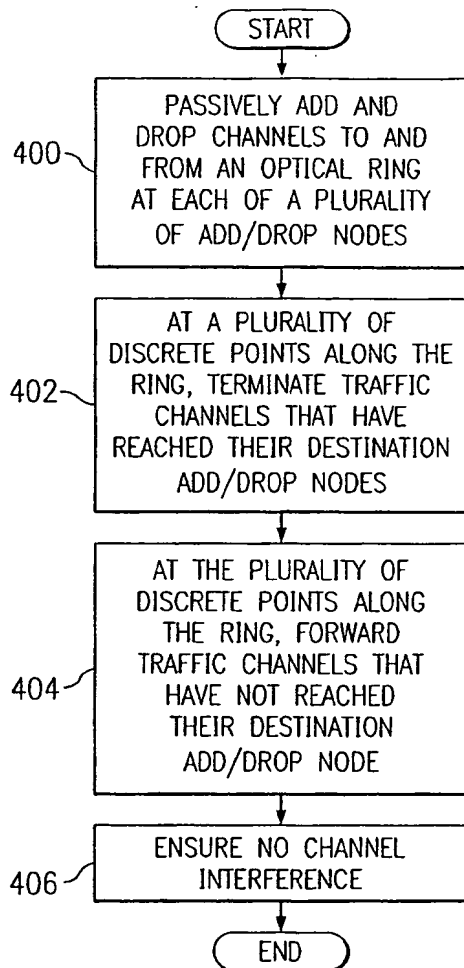 START
400
PASSIVELY ADD AND
DROP CHANNELS TO AND
FROM AN OPTICAL RING
AT EACH OF A PLURALITY
OF ADD/DROP NODES
402
AT A PLURALITY OF
DISCRETE POINTS ALONG THE
RING, TERMINATE TRAFFIC
CHANNELS THAT HAVE
REACHED THEIR DESTINATION
ADD/DROP NODES
404
AT THE PLURALITY OF
DISCRETE POINTS ALONG
THE RING, FORWARD
TRAFFIC CHANNELS THAT
HAVE NOT REACHED
THEIR DESTINATION
ADD/DROP NODE
406
ENSURE NO CHANNEL
INTERFERENCE
END